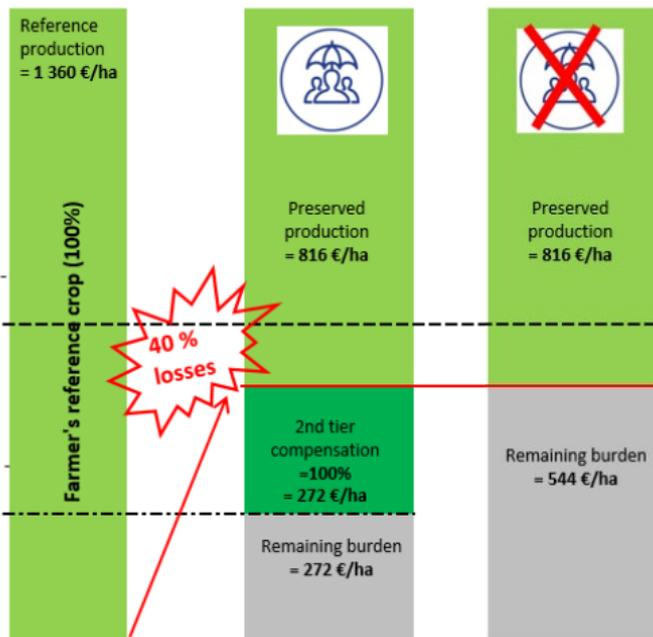 Reference
production
= 1 360 €/ha
Farmer's reference crop (100%)
40 %
losses
Preserved
production
= 816 €/ha
2nd tier
compensation
=100%
= 272 €/ha
Remaining burden
= 272 €/ha
Preserved
production
= 816 €/ha
Remaining burden
= 544 €/ha